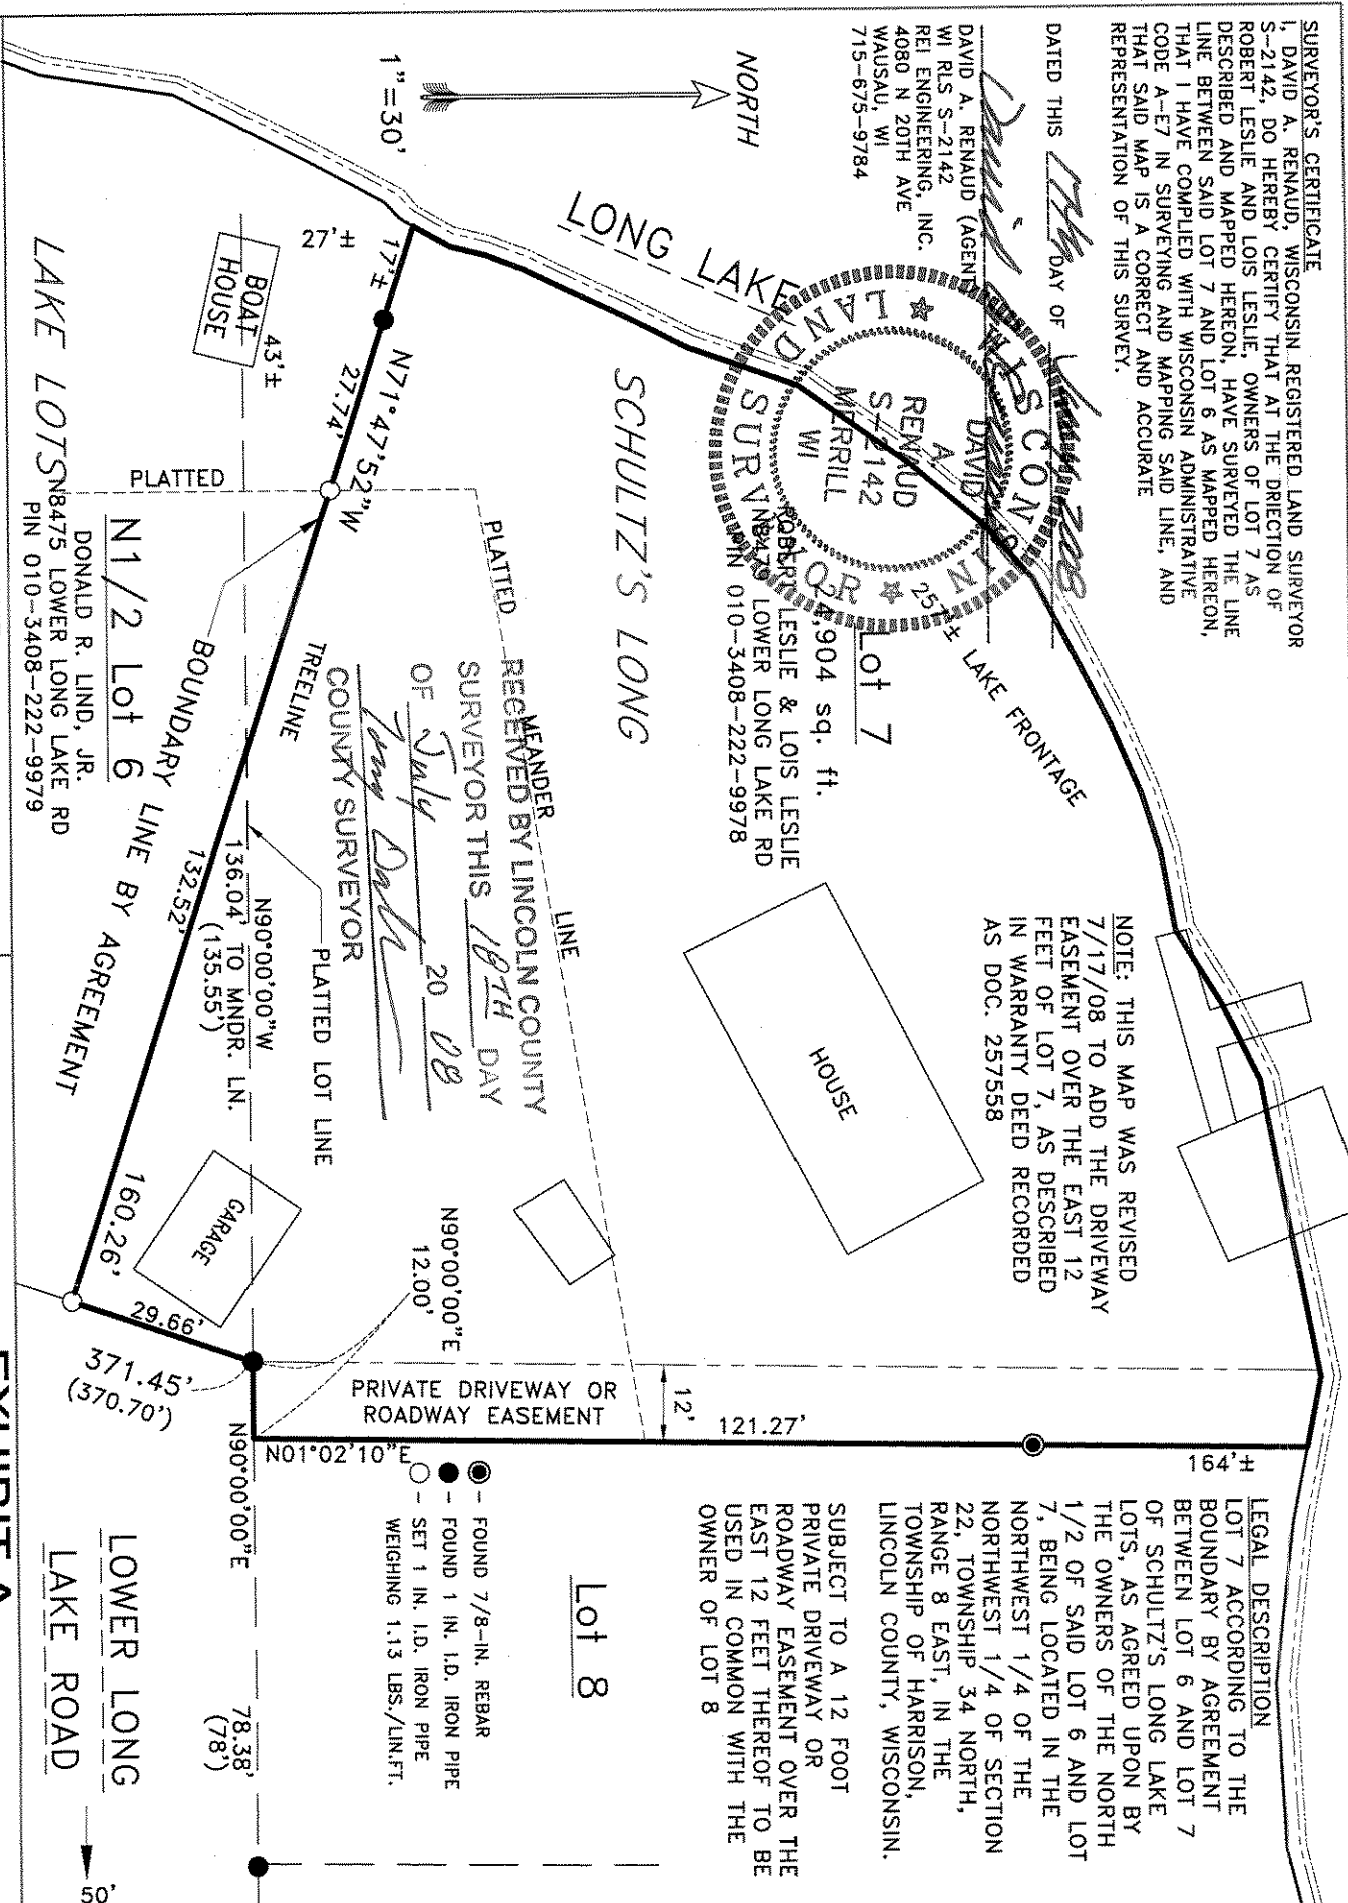 SURVEYOR'S CERTIFICATE
I, DAVID A. RENAUD, WISCONSIN REGISTERED LAND SURVEYOR
S-2142, DO HEREBY CERTIFY THAT AT THE DRIECTION OF
ROBERT LESLIE AND LOIS LESLIE, OWNERS OF LOT 7 AS
DESCRIBED AND MAPPED HEREON, HAVE SURVEYED THE LINE
LINE BETWEEN SAID LOT 7 AND LOT 6 AS MAPPED HEREON,
THAT I HAVE COMPLIED WITH WISCONSIN ADMINISTRATIVE
CODE A-E7 IN SURVEYING AND MAPPING SAID LINE, AND
THAT SAID MAP IS A CORRECT AND ACCURATE
REPRESENTATION OF THIS SURVEY.
DATED THIS 17th DAY OF
DAVID A. RENAUD (AGENT)
WI RLS S-2142
REI ENGINEERING, INC.
4080 N 20TH AVE
WAUSAU, WI
715-675-9784
NORTH
1"=30'
WISCONSIN
LAND SURVEYOR
DAVID
A.
RENAUD
S-2142
MERRILL
WI
LONG LAKE
257'± LAKE FRONTAGE
Lot 7
,904 sq. ft.
ROBERT LESLIE & LOIS LESLIE
N8479 LOWER LONG LAKE RD
PIN 010-3408-222-9978
NOTE: THIS MAP WAS REVISED
7/17/08 TO ADD THE DRIVEWAY
EASEMENT OVER THE EAST 12
FEET OF LOT 7, AS DESCRIBED
IN WARRANTY DEED RECORDED
AS DOC. 257558
HOUSE
SCHULTZ'S LONG
LAKE LOTS
PLATTED MEANDER LINE
RECEIVED BY LINCOLN COUNTY
SURVEYOR THIS 18TH DAY
OF July 20 08
Tony Dallman
COUNTY SURVEYOR
27'±
17'±
BOAT
HOUSE
43'±
N71°47'52"W
27.74'
PLATTED
TREELINE
BOUNDARY LINE BY AGREEMENT
N1/2 Lot 6
DONALD R. LIND, JR.
N8475 LOWER LONG LAKE RD
PIN 010-3408-222-9979
PLATTED LOT LINE
N90°00'00"W
136.04' TO MNDR. LN.
(135.55')
132.52'
160.26'
GARAGE
29.66'
371.45'
(370.70')
N90°00'00"E
12.00'
PRIVATE DRIVEWAY OR
ROADWAY EASEMENT
12'
121.27'
164'±
N01°02'10"E
N90°00'00"E
78.38'
(78')
LEGAL DESCRIPTION
LOT 7 ACCORDING TO THE
BOUNDARY BY AGREEMENT
BETWEEN LOT 6 AND LOT 7
OF SCHULTZ'S LONG LAKE
LOTS, AS AGREED UPON BY
THE OWNERS OF THE NORTH
1/2 OF SAID LOT 6 AND LOT
7, BEING LOCATED IN THE
NORTHWEST 1/4 OF THE
NORTHWEST 1/4 OF SECTION
22, TOWNSHIP 34 NORTH,
RANGE 8 EAST, IN THE
TOWNSHIP OF HARRISON,
LINCOLN COUNTY, WISCONSIN.
SUBJECT TO A 12 FOOT
PRIVATE DRIVEWAY OR
ROADWAY EASEMENT OVER THE
EAST 12 FEET THEREOF TO BE
USED IN COMMON WITH THE
OWNER OF LOT 8
Lot 8
- FOUND 7/8-IN. REBAR
- FOUND 1 IN. I.D. IRON PIPE
- SET 1 IN. I.D. IRON PIPE
WEIGHING 1.13 LBS./LIN.FT.
LOWER LONG
LAKE ROAD
50'
EXHIBIT A